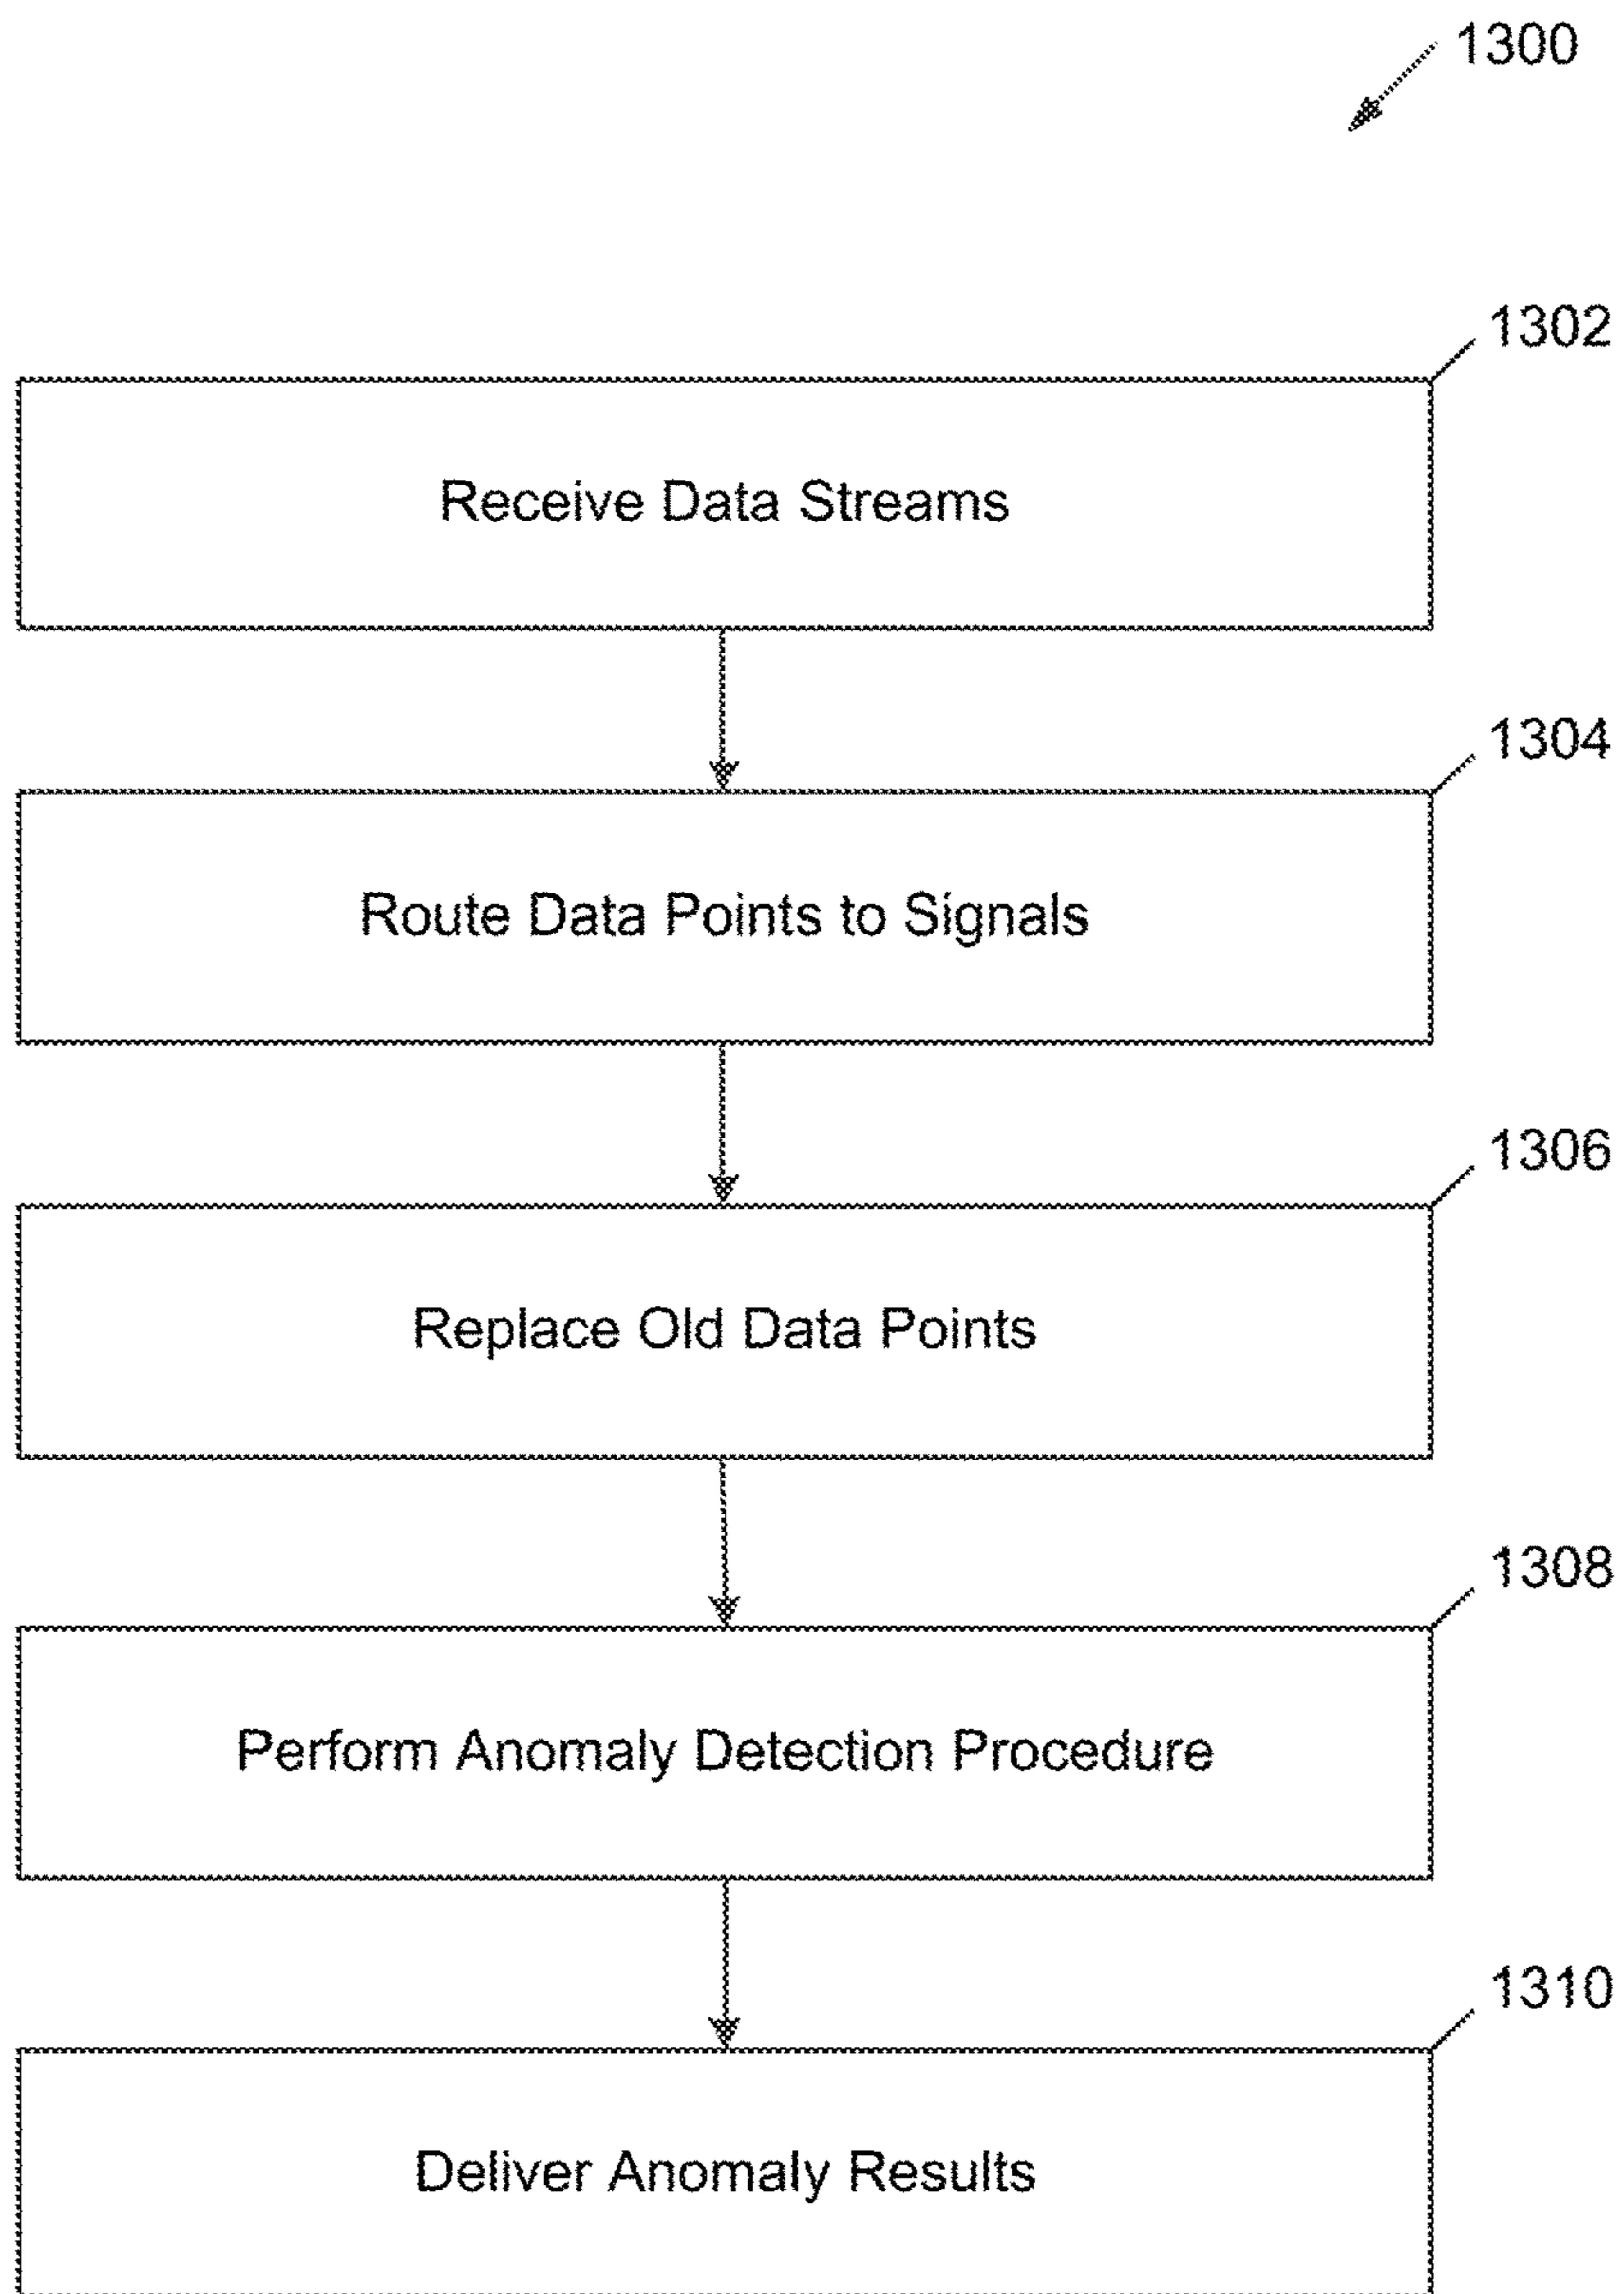 1300
1302
Receive Data Streams
1304
Route Data Points to Signals
1306
Replace Old Data Points
1308
Perform Anomaly Detection Procedure
1310
Deliver Anomaly Results